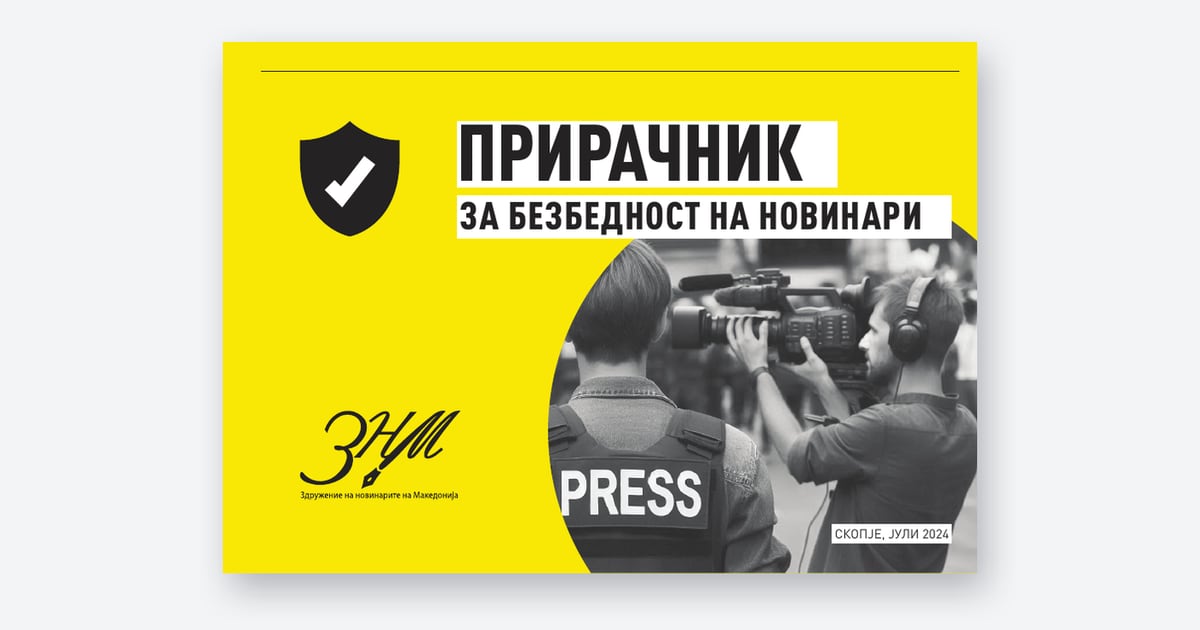 ПРИРАЧНИК
ЗА БЕЗБЕДНОСТ НА НОВИНАРИ
PRESS
ЗНМ
Здружение на новинарите на Македонија
СКОПЈЕ, ЈУЛИ 2024